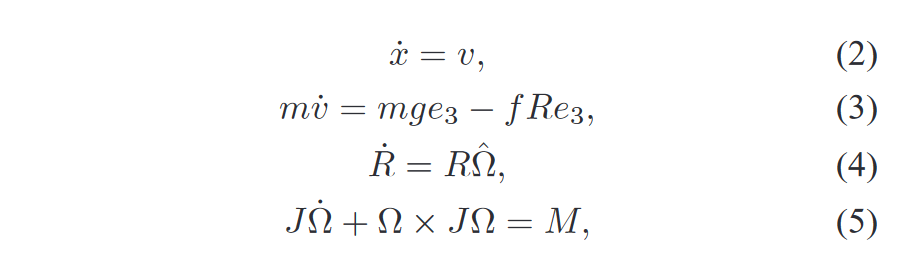 ẋ = v, (2)
mv̇ = mge₃ − fRe₃, (3)
Ṙ = RΩ̂, (4)
JΩ̇ + Ω × JΩ = M, (5)